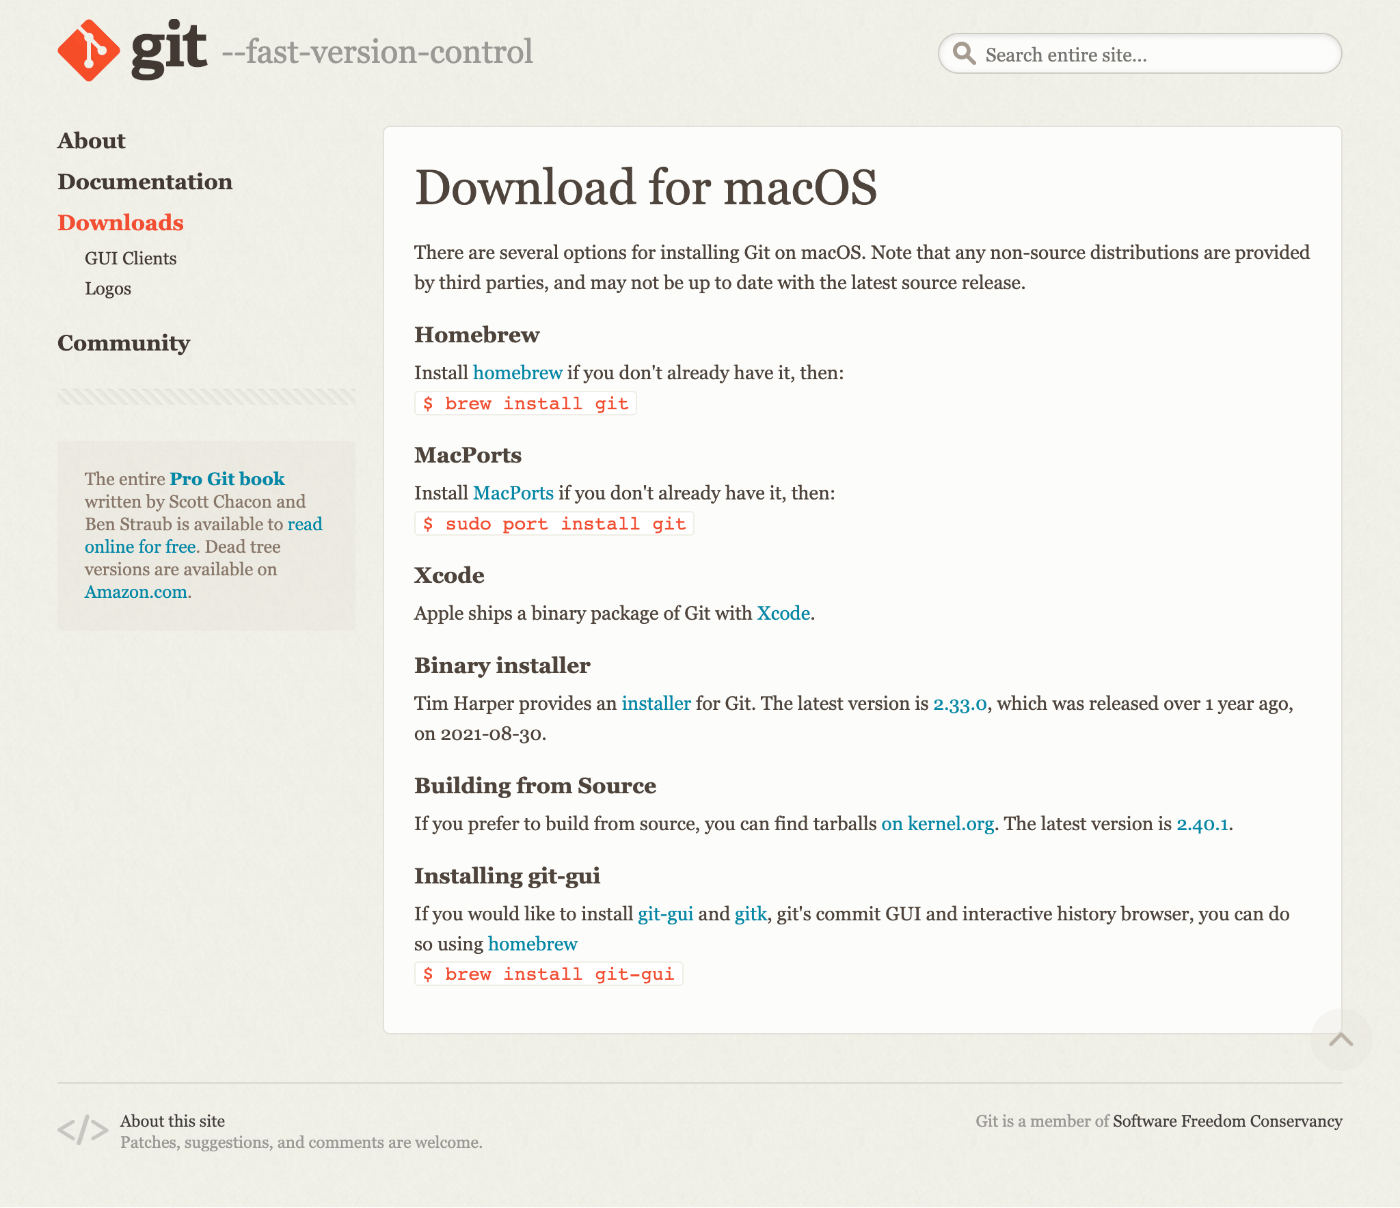 git --fast-version-control
Search entire site...
About
Documentation
Downloads
GUI Clients
Logos
Community
The entire Pro Git book
written by Scott Chacon and
Ben Straub is available to read
online for free. Dead tree
versions are available on
Amazon.com.
Download for macOS
There are several options for installing Git on macOS. Note that any non-source distributions are provided
by third parties, and may not be up to date with the latest source release.
Homebrew
Install homebrew if you don't already have it, then:
$ brew install git
MacPorts
Install MacPorts if you don't already have it, then:
$ sudo port install git
Xcode
Apple ships a binary package of Git with Xcode.
Binary installer
Tim Harper provides an installer for Git. The latest version is 2.33.0, which was released over 1 year ago,
on 2021-08-30.
Building from Source
If you prefer to build from source, you can find tarballs on kernel.org. The latest version is 2.40.1.
Installing git-gui
If you would like to install git-gui and gitk, git's commit GUI and interactive history browser, you can do
so using homebrew
$ brew install git-gui
</> About this site
Patches, suggestions, and comments are welcome.
Git is a member of Software Freedom Conservancy